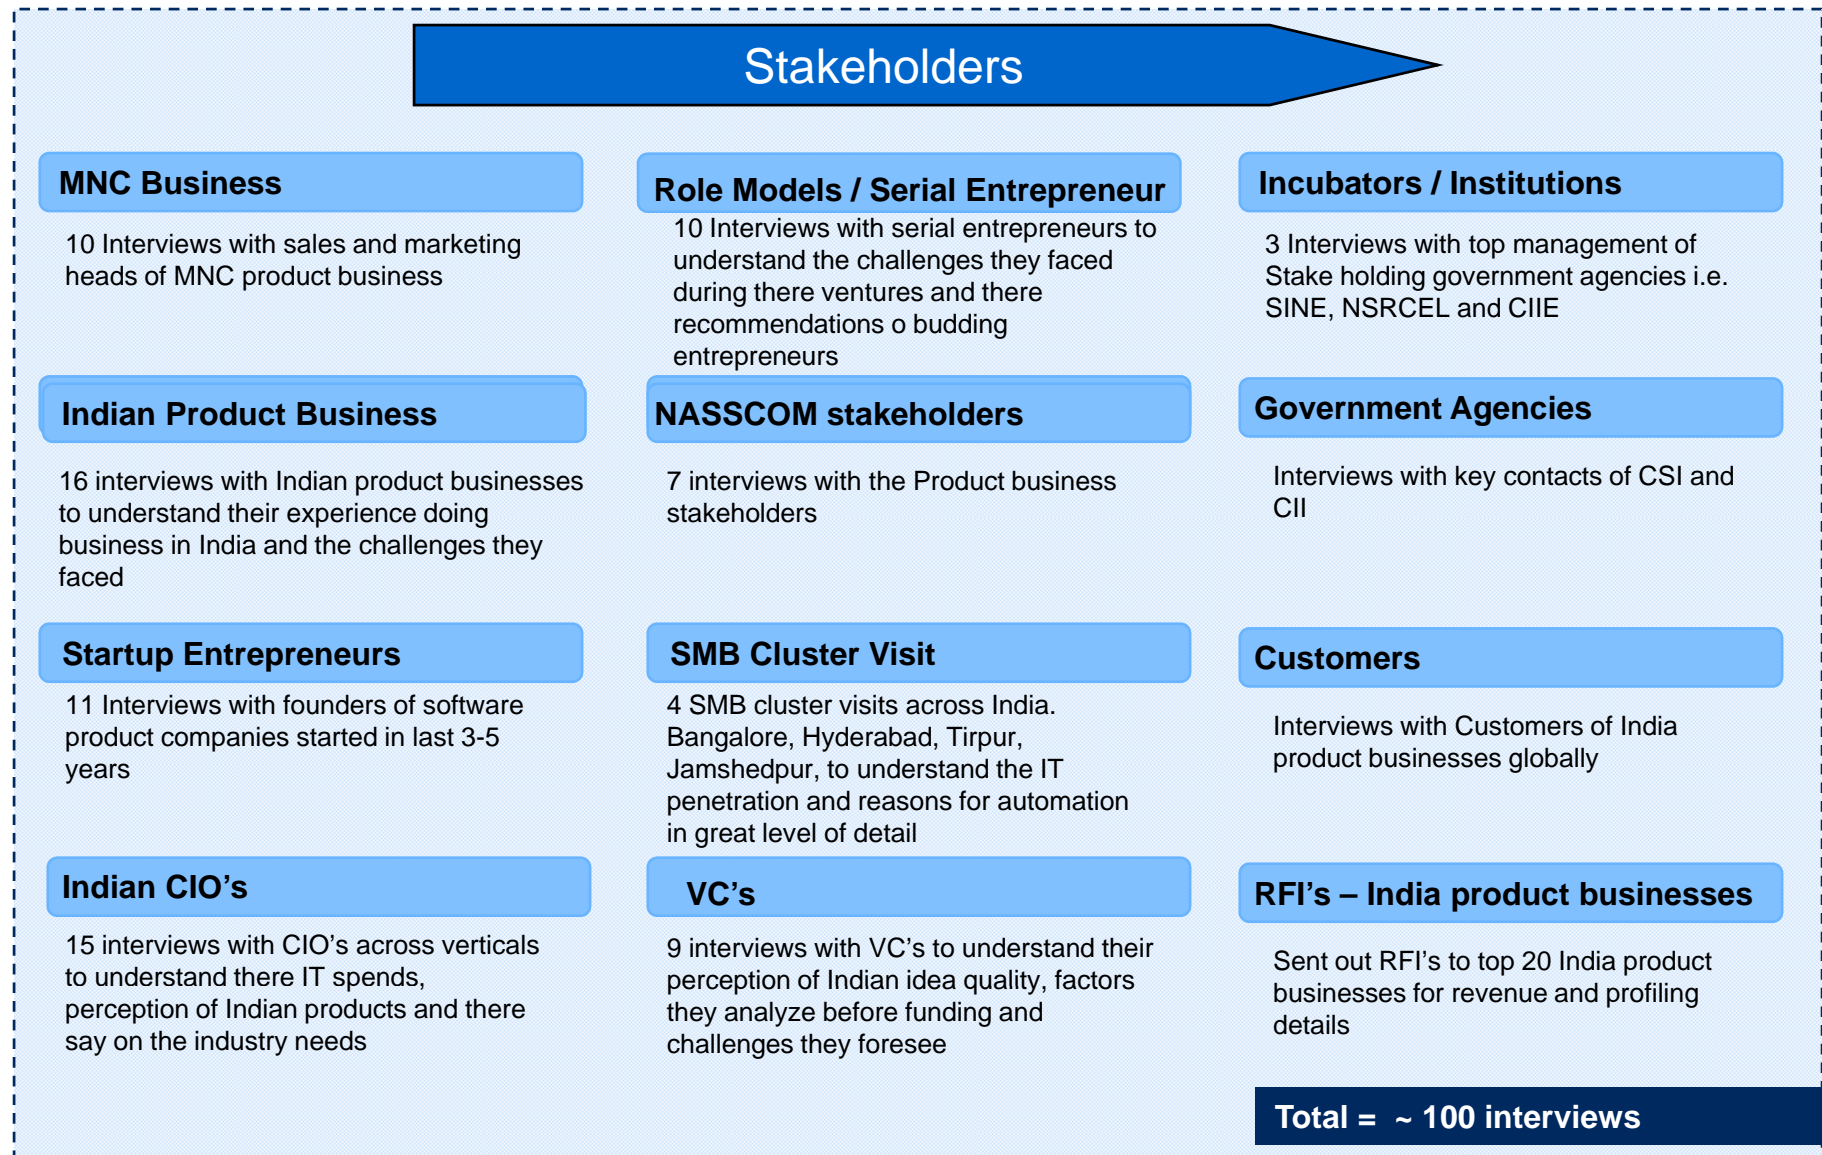 Stakeholders
MNC Business
10 Interviews with sales and marketing
heads of MNC product business
Role Models / Serial Entrepreneur
10 Interviews with serial entrepreneurs to
understand the challenges they faced
during there ventures and there
recommendations o budding
entrepreneurs
Incubators / Institutions
3 Interviews with top management of
Stake holding government agencies i.e.
SINE, NSRCEL and CIIE
Indian Product Business
16 interviews with Indian product businesses
to understand their experience doing
business in India and the challenges they
faced
NASSCOM stakeholders
7 interviews with the Product business
stakeholders
Government Agencies
Interviews with key contacts of CSI and
CII
Startup Entrepreneurs
11 Interviews with founders of software
product companies started in last 3-5
years
SMB Cluster Visit
4 SMB cluster visits across India.
Bangalore, Hyderabad, Tirpur,
Jamshedpur, to understand the IT
penetration and reasons for automation
in great level of detail
Customers
Interviews with Customers of India
product businesses globally
Indian CIO’s
15 interviews with CIO’s across verticals
to understand there IT spends,
perception of Indian products and there
say on the industry needs
VC’s
9 interviews with VC’s to understand their
perception of Indian idea quality, factors
they analyze before funding and
challenges they foresee
RFI’s – India product businesses
Sent out RFI’s to top 20 India product
businesses for revenue and profiling
details
Total = ~ 100 interviews